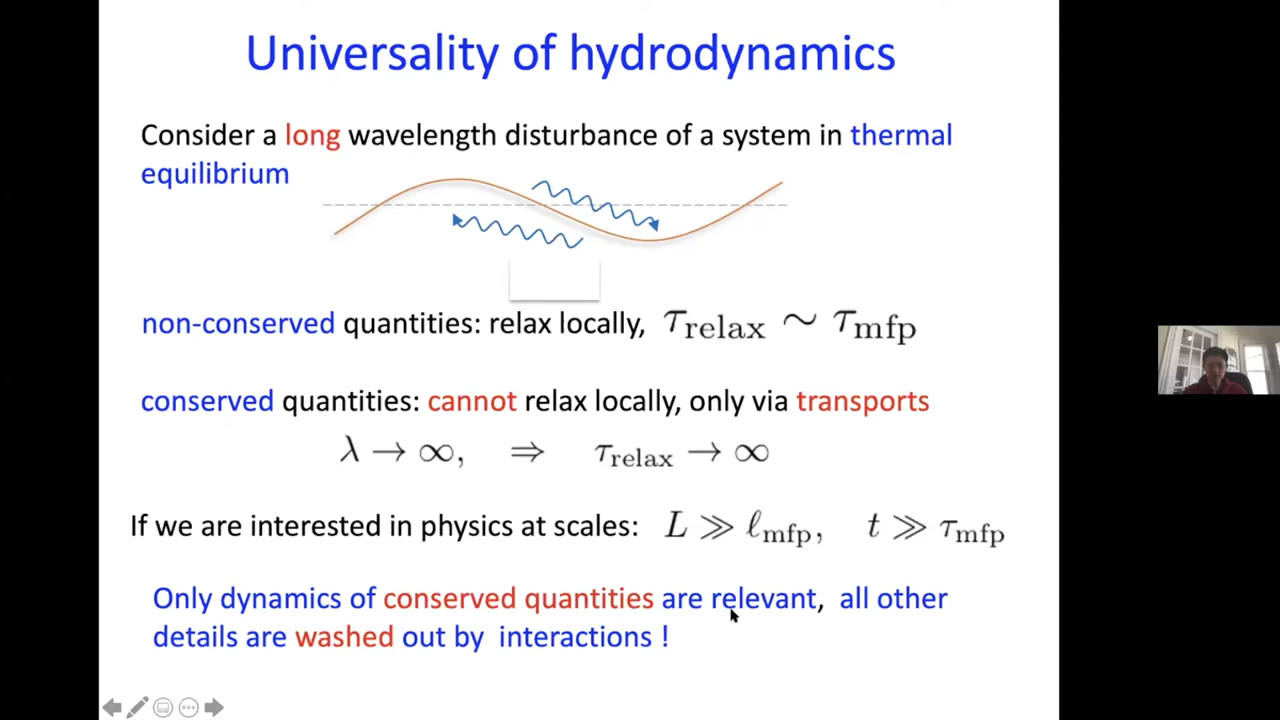 Universality of hydrodynamics
Consider a long wavelength disturbance of a system in thermal
equilibrium
non-conserved quantities: relax locally, τ_relax ∼ τ_mfp
conserved quantities: cannot relax locally, only via transports
λ → ∞, ⇒ τ_relax → ∞
If we are interested in physics at scales: L ≫ ℓ_mfp, t ≫ τ_mfp
Only dynamics of conserved quantities are relevant, all other
details are washed out by interactions !